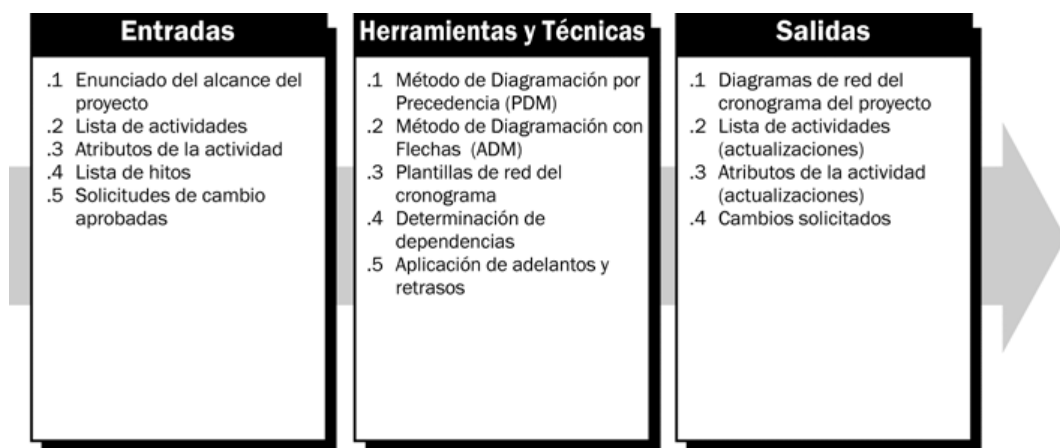 Entradas
.1 Enunciado del alcance del
proyecto
.2 Lista de actividades
.3 Atributos de la actividad
.4 Lista de hitos
.5 Solicitudes de cambio
aprobadas
Herramientas y Técnicas
.1 Método de Diagramación por
Precedencia (PDM)
.2 Método de Diagramación con
Flechas (ADM)
.3 Plantillas de red del
cronograma
.4 Determinación de
dependencias
.5 Aplicación de adelantos y
retrasos
Salidas
.1 Diagramas de red del
cronograma del proyecto
.2 Lista de actividades
(actualizaciones)
.3 Atributos de la actividad
(actualizaciones)
.4 Cambios solicitados